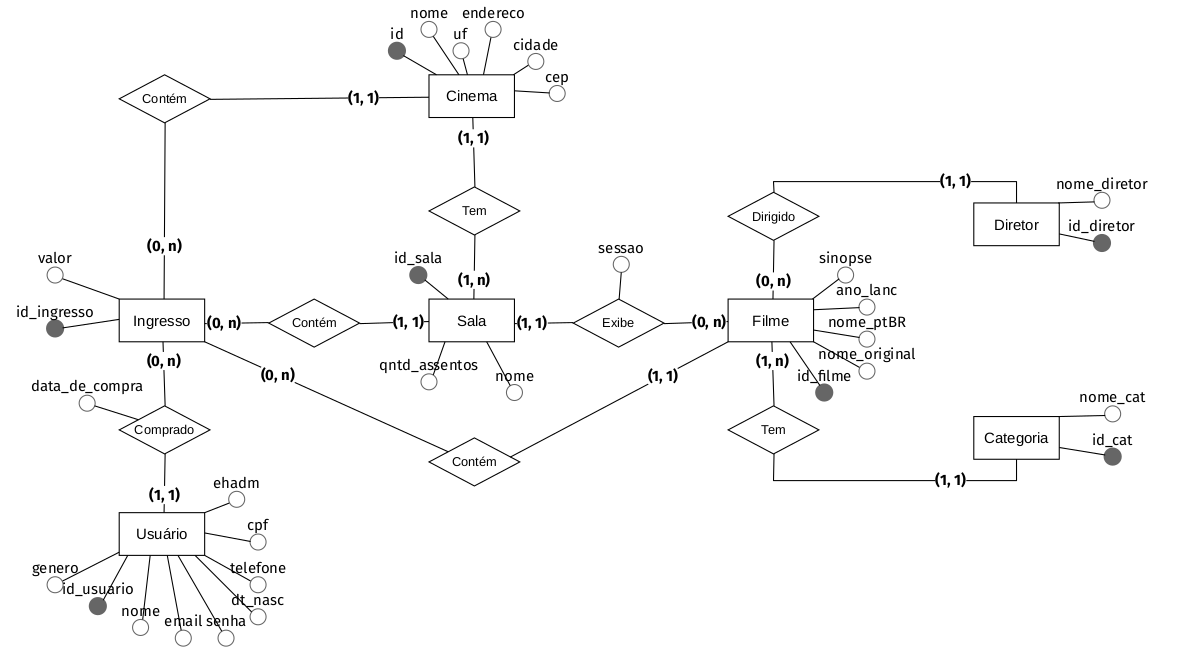 nome
endereco
id
uf
cidade
cep
Contém
(1, 1)
Cinema
(1, 1)
Tem
Dirigido
(1, 1)
nome_diretor
Diretor
id_diretor
(0, n)
valor
id_ingresso
Ingresso
(0, n)
Contém
(1, 1)
id_sala
(1, n)
Sala
(1, 1)
sessao
Exibe
(0, n)
(0, n)
Filme
sinopse
ano_lanc
nome_ptBR
nome_original
id_filme
(0, n)
data_de_compra
Comprado
(0, n)
qntd_assentos
nome
(1, 1)
(1, n)
Tem
nome_cat
Categoria
id_cat
Contém
(1, 1)
(1, 1)
ehadm
Usuário
cpf
genero
telefone
id_usuario
dt_nasc
nome
email
senha